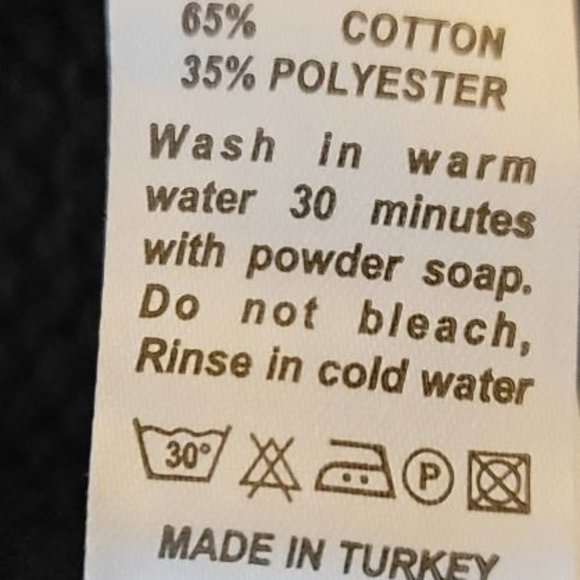 65% COTTON
35% POLYESTER
Wash in warm
water 30 minutes
with powder soap.
Do not bleach,
Rinse in cold water
30° P
MADE IN TURKEY